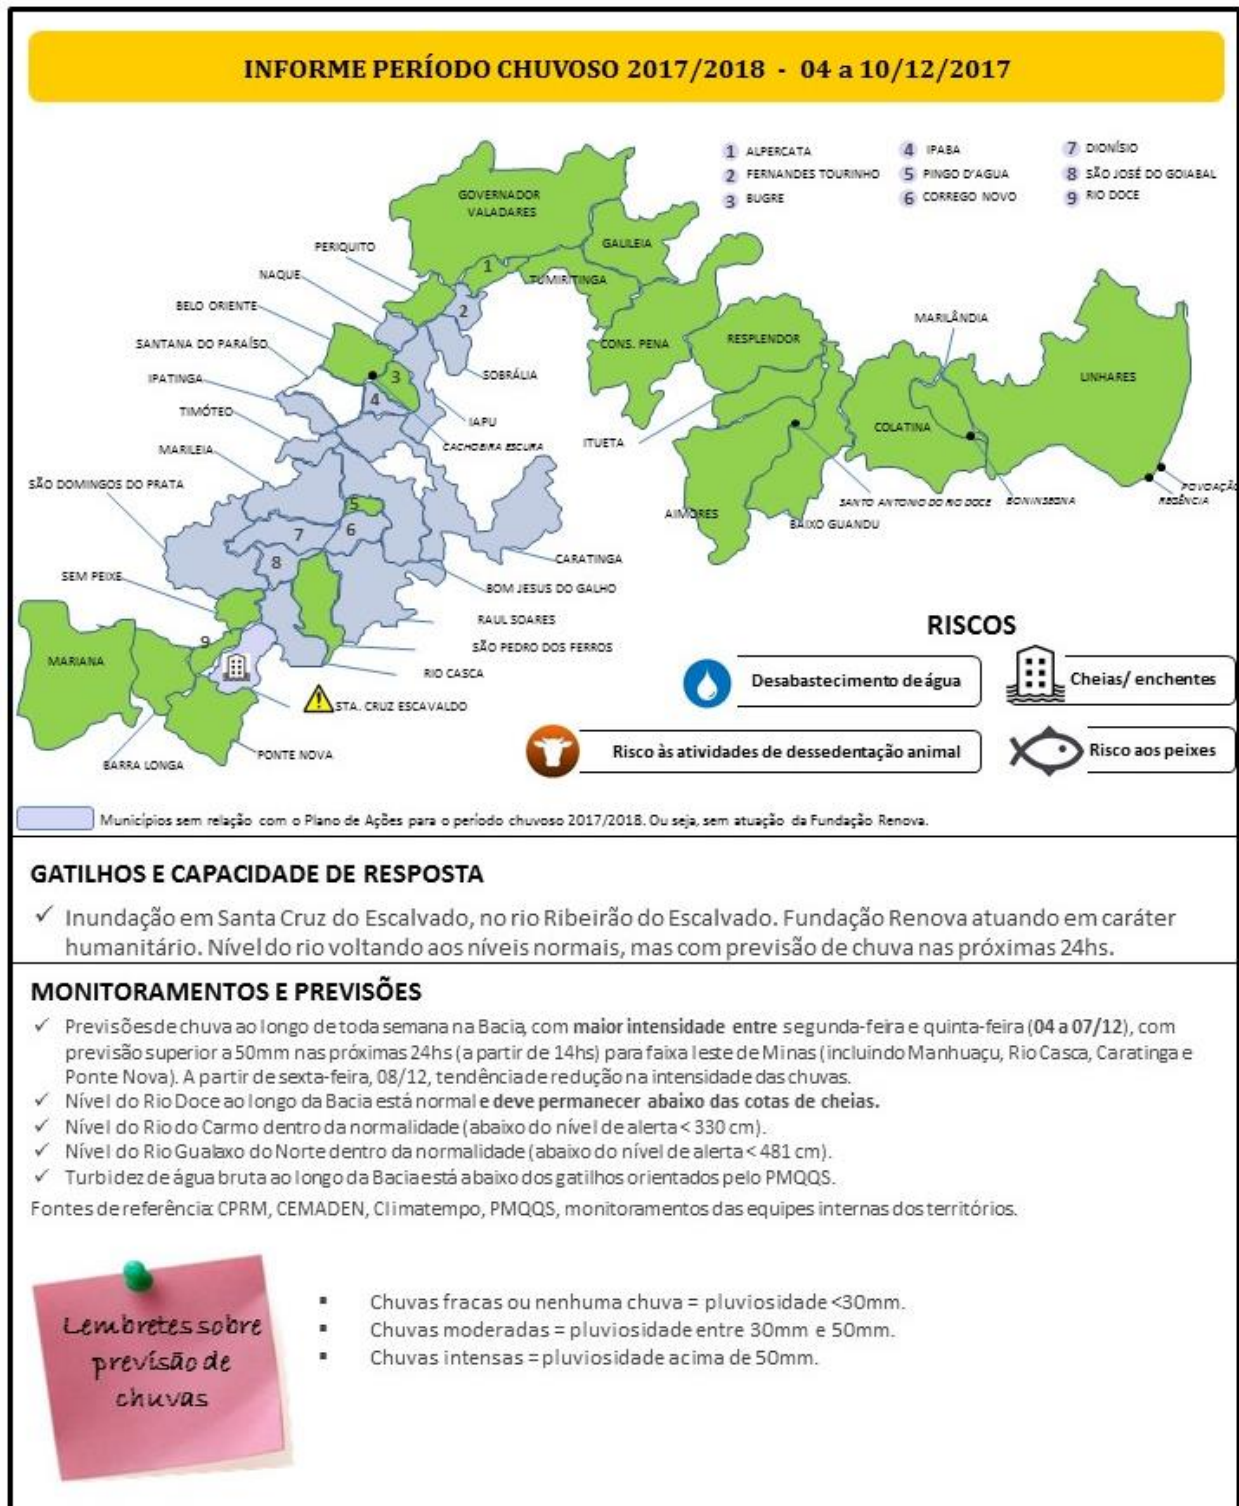 INFORME PERÍODO CHUVOSO 2017/2018 - 04 a 10/12/2017
1 ALPERCATA
2 FERNANDES TOURINHO
3 BUGRE
4 IPABA
5 PINGO D'AGUA
6 CORREGO NOVO
7 DIONÍSIO
8 SÃO JOSÉ DO GOIABAL
9 RIO DOCE
GOVERNADOR
VALADARES
GALILEIA
PERIQUITO
1
TUMIRITINGA
NAQUE
BELO ORIENTE
2
MARILÂNDIA
SANTANA DO PARAÍSO
CONS. PENA
RESPLENDOR
IPATINGA
3
SOBRÁLIA
LINHARES
4
TIMÓTEO
IAPU
COLATINA
MARILEIA
CACHOEIRA ESCURA
ITUETA
SÃO DOMINGOS DO PRATA
POVOAÇÃO
REGÊNCIA
5
SANTO ANTONIO DO RIO DOCE
BONINSEGNA
AIMORES
BAIXO GUANDU
7
6
8
CARATINGA
SEM PEIXE
BOM JESUS DO GALHO
RAUL SOARES
9
SÃO PEDRO DOS FERROS
MARIANA
RIO CASCA
STA. CRUZ ESCAVALDO
PONTE NOVA
BARRA LONGA
RISCOS
Desabastecimento de água
Cheias/ enchentes
Risco às atividades de dessedentação animal
Risco aos peixes
Municípios sem relação com o Plano de Ações para o período chuvoso 2017/2018. Ou seja, sem atuação da Fundação Renova.
GATILHOS E CAPACIDADE DE RESPOSTA
✓ Inundação em Santa Cruz do Escalvado, no rio Ribeirão do Escalvado. Fundação Renova atuando em caráter
humanitário. Nível do rio voltando aos níveis normais, mas com previsão de chuva nas próximas 24hs.
MONITORAMENTOS E PREVISÕES
✓ Previsões de chuva ao longo de toda semana na Bacia, com maior intensidade entre segunda-feira e quinta-feira (04 a 07/12), com
previsão superior a 50mm nas próximas 24hs (a partir de 14hs) para faixa leste de Minas (incluindo Manhuaçu, Rio Casca, Caratinga e
Ponte Nova). A partir de sexta-feira, 08/12, tendência de redução na intensidade das chuvas.
✓ Nível do Rio Doce ao longo da Bacia está normal e deve permanecer abaixo das cotas de cheias.
✓ Nível do Rio do Carmo dentro da normalidade (abaixo do nível de alerta < 330 cm).
✓ Nível do Rio Gualaxo do Norte dentro da normalidade (abaixo do nível de alerta < 481 cm).
✓ Turbidez de água bruta ao longo da Bacia está abaixo dos gatilhos orientados pelo PMQQS.
Fontes de referência: CPRM, CEMADEN, Climatempo, PMQQS, monitoramentos das equipes internas dos territórios.
Lembretes sobre
previsão de
chuvas
▪ Chuvas fracas ou nenhuma chuva = pluviosidade <30mm.
▪ Chuvas moderadas = pluviosidade entre 30mm e 50mm.
▪ Chuvas intensas = pluviosidade acima de 50mm.